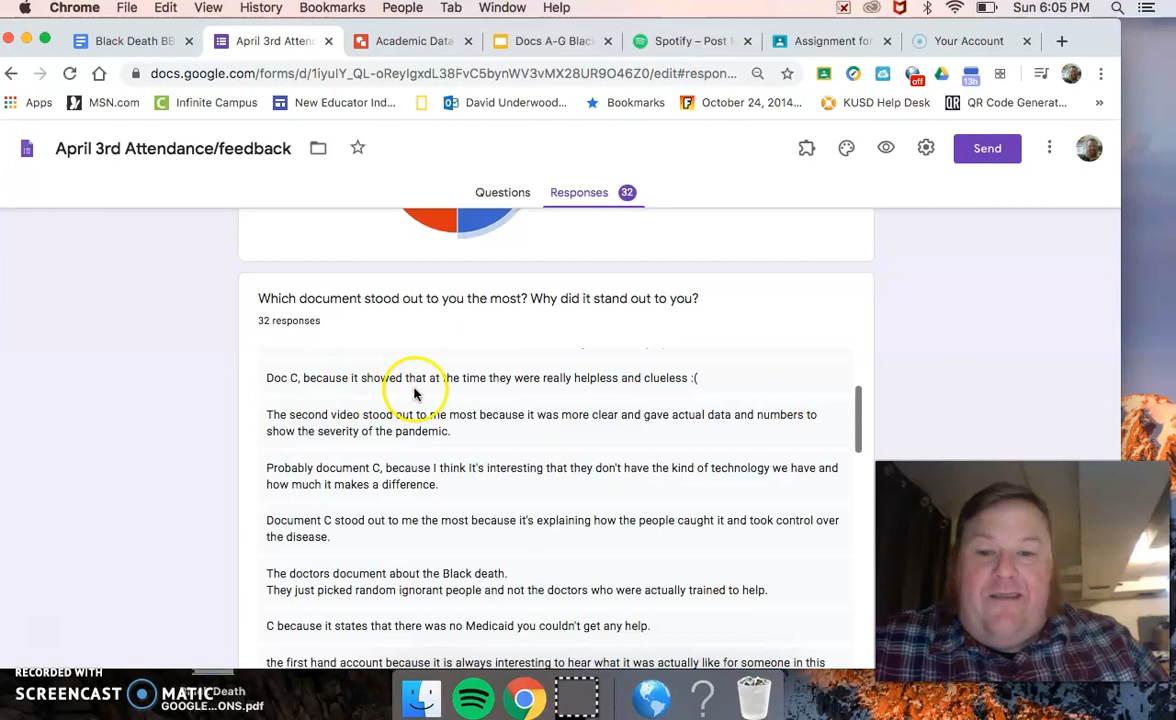 Chrome File Edit View History Bookmarks People Tab Window Help Sun 6:05 PM
Black Death BB April 3rd Atten Academic Data Docs A-G Blac Spotify – Post M Assignment for Your Account
docs.google.com/forms/d/1iyuIY_QL-oReyIgxdL38FvC5bynWV3vMX28UR9O46Z0/edit#respon... off 13h
Apps MSN.com Infinite Campus New Educator Ind... David Underwood... Bookmarks October 24, 2014... KUSD Help Desk QR Code Generat... »
April 3rd Attendance/feedback Send
Questions Responses 32
Which document stood out to you the most? Why did it stand out to you?
32 responses
Doc C, because it showed that at the time they were really helpless and clueless :(
The second video stood out to me most because it was more clear and gave actual data and numbers to
show the severity of the pandemic.
Probably document C, because I think it's interesting that they don't have the kind of technology we have and
how much it makes a difference.
Document C stood out to me the most because it's explaining how the people caught it and took control over
the disease.
The doctors document about the Black death.
They just picked random ignorant people and not the doctors who were actually trained to help.
C because it states that there was no Medicaid you couldn't get any help.
the first hand account because it is always interesting to hear what it was actually like for someone in this
RECORDED WITH
SCREENCAST MATIC
Death
GOOGLE...ONS.pdf